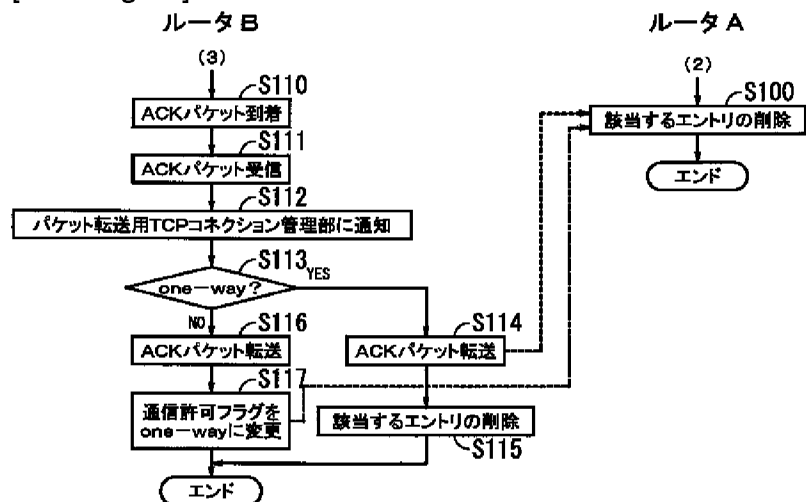 ルータB
(3)
S110
ACKパケット到着
S111
ACKパケット受信
S112
パケット転送用TCPコネクション管理部に通知
S113
one-way?
YES
NO
S116
ACKパケット転送
S117
通信許可フラグを
one-wayに変更
エンド
S114
ACKパケット転送
該当するエントリの削除
S115
ルータA
(2)
S100
該当するエントリの削除
エンド